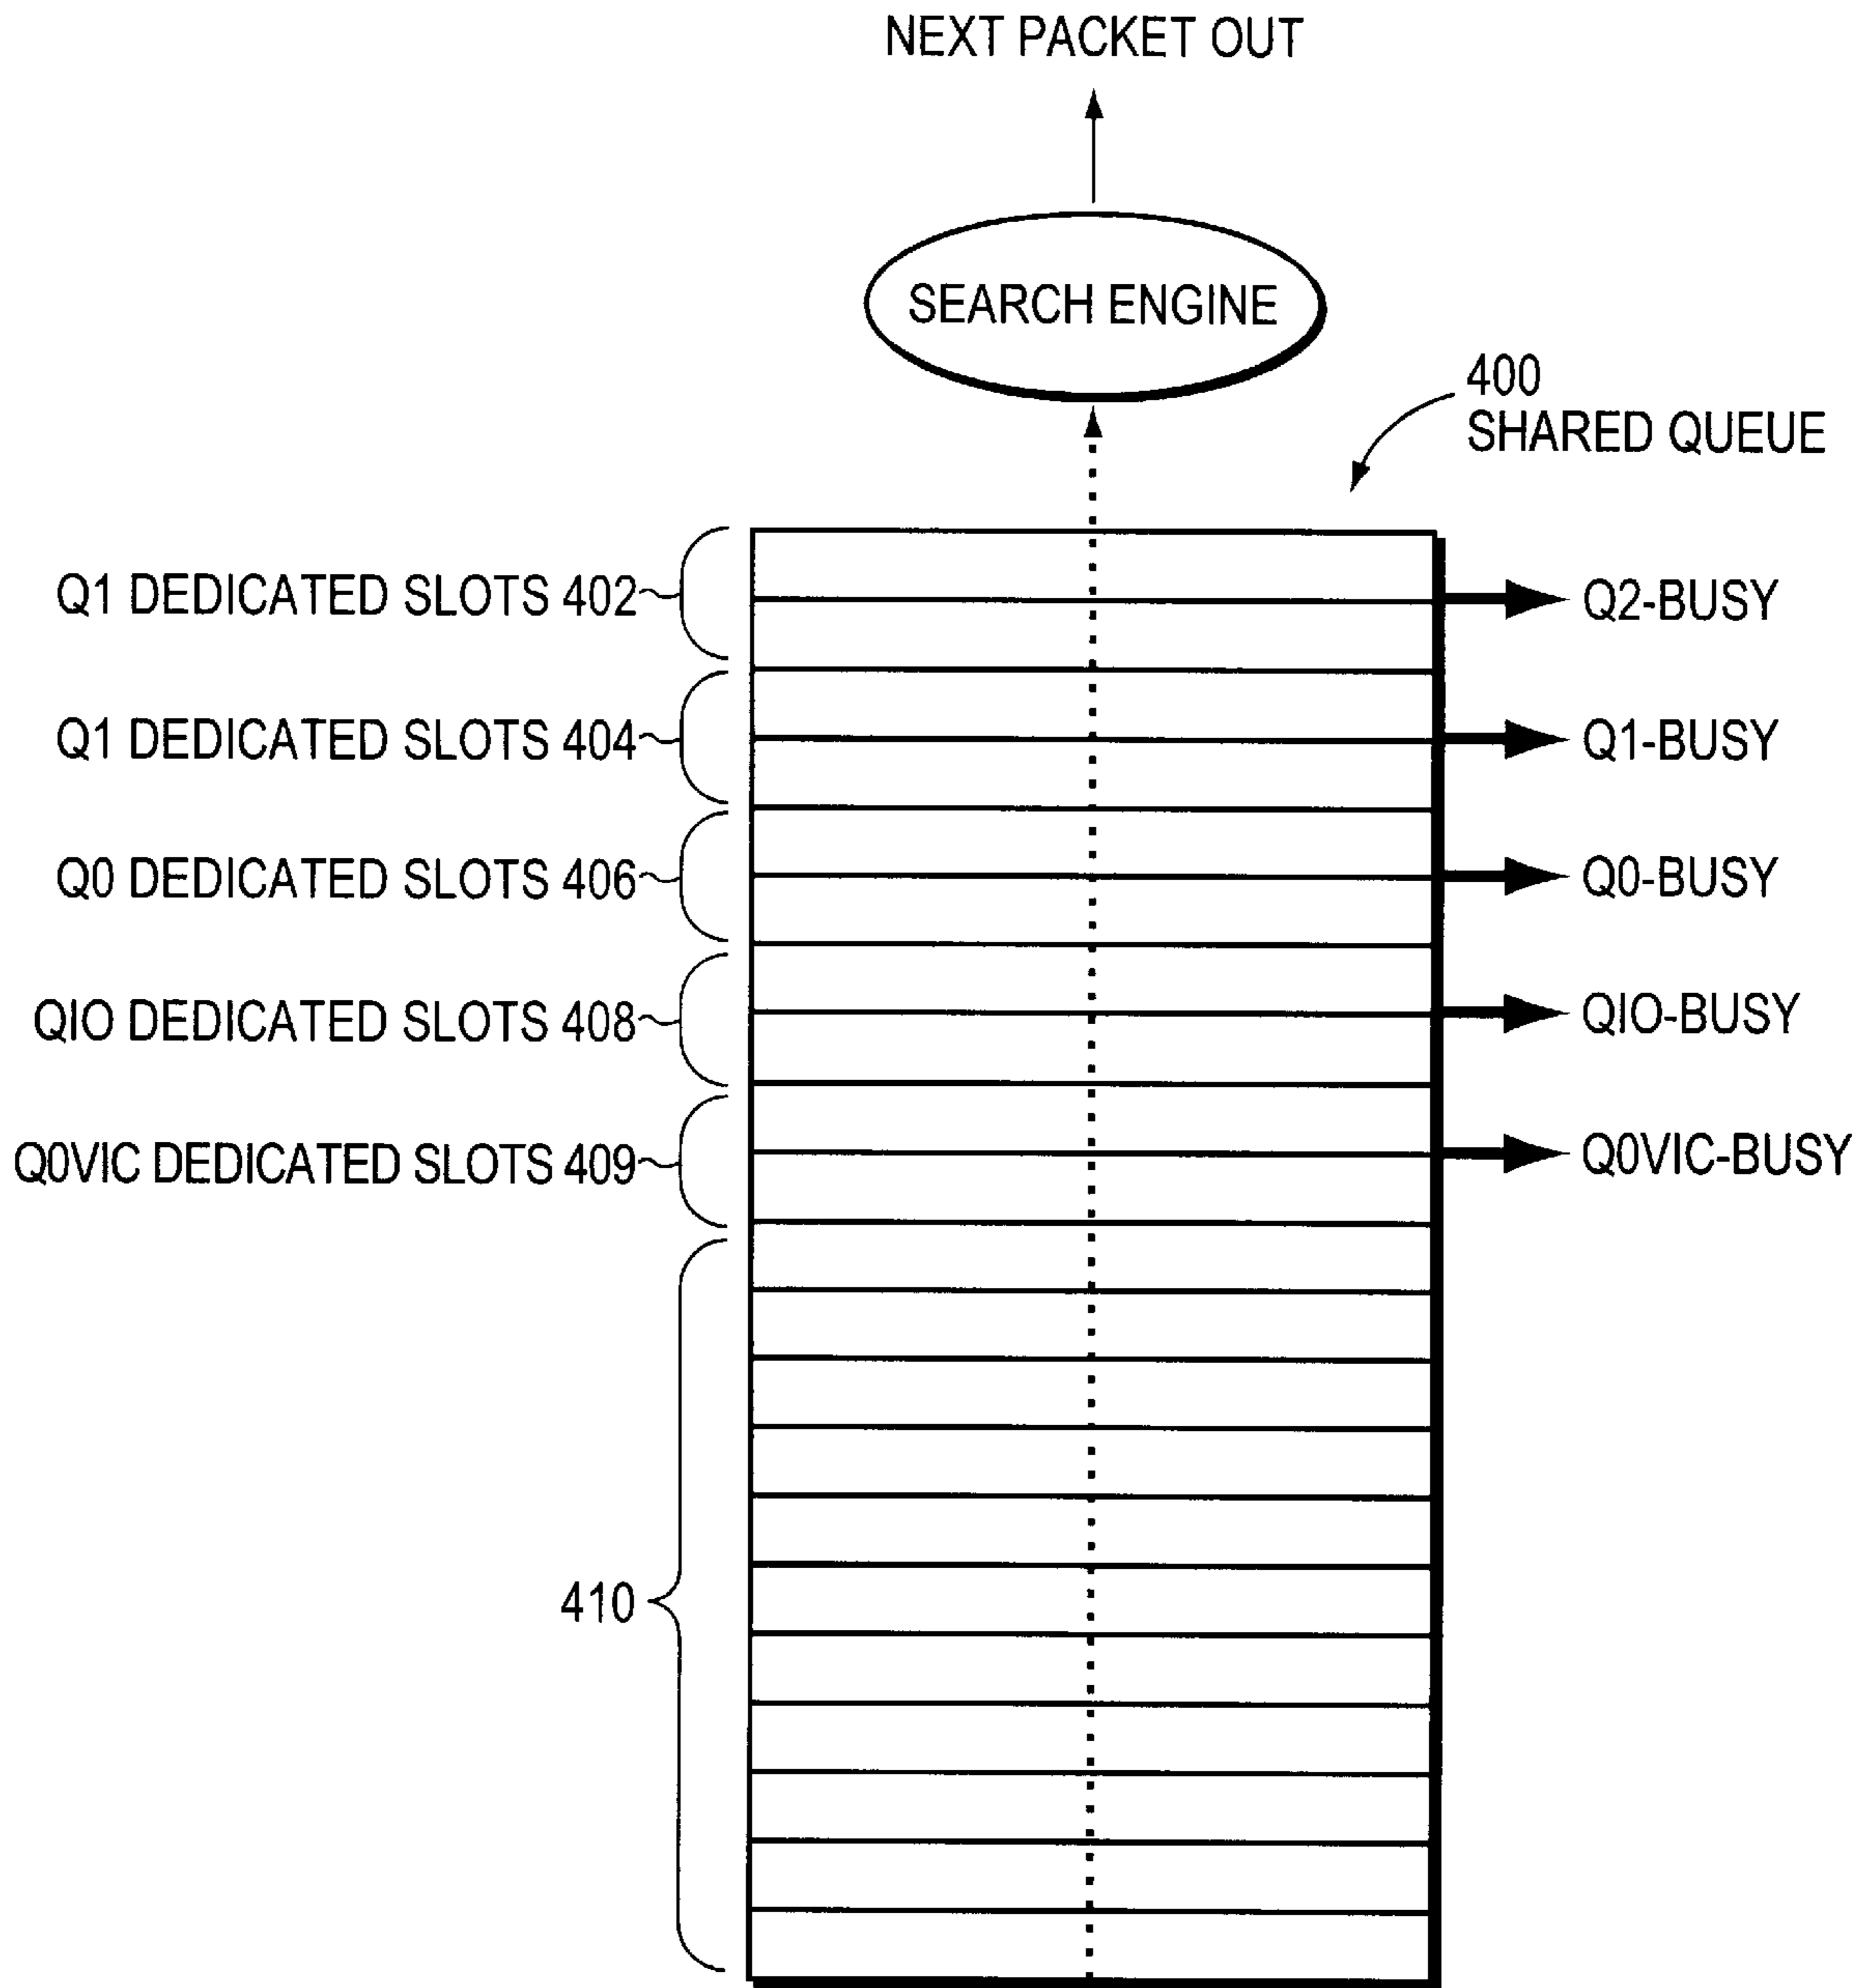 NEXT PACKET OUT
SEARCH ENGINE
400
SHARED QUEUE
Q1 DEDICATED SLOTS 402
Q2-BUSY
Q1 DEDICATED SLOTS 404
Q1-BUSY
Q0 DEDICATED SLOTS 406
Q0-BUSY
QIO DEDICATED SLOTS 408
QIO-BUSY
Q0VIC DEDICATED SLOTS 409
Q0VIC-BUSY
410